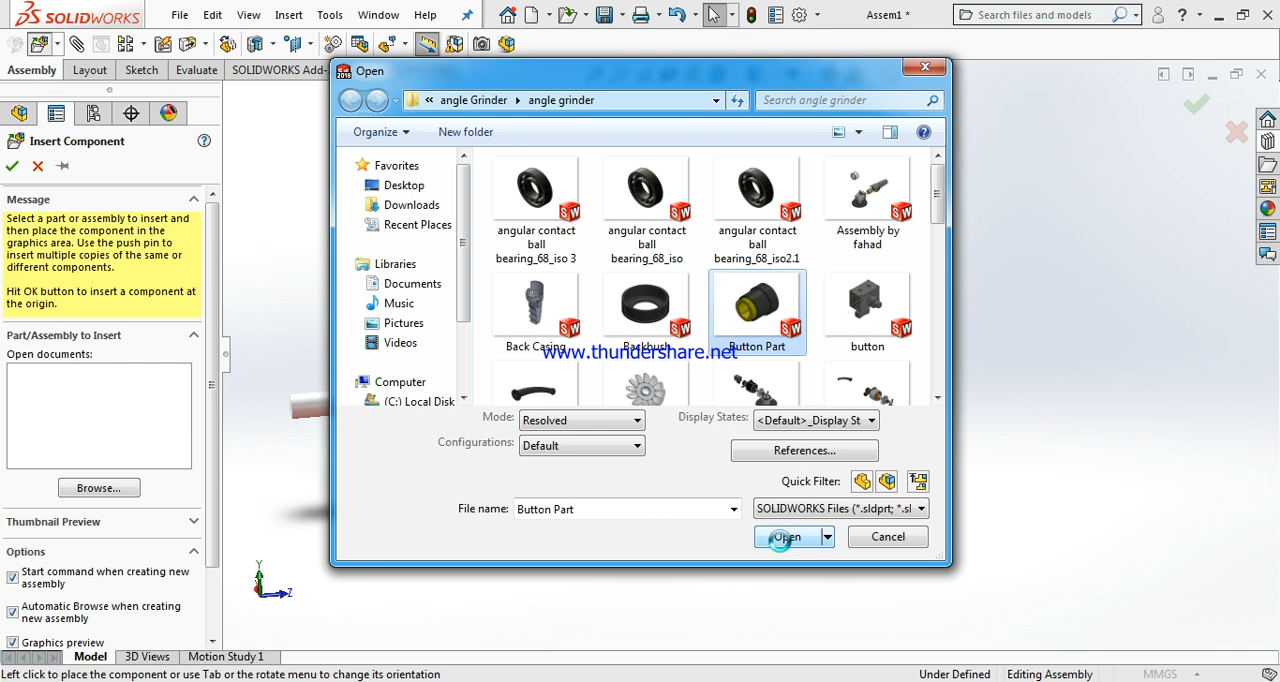 SOLIDWORKS File Edit View Insert Tools Window Help Assem1 * Search files and models
Assembly Layout Sketch Evaluate SOLIDWORKS Add-
Insert Component
Message
Select a part or assembly to insert and
then place the component in the
graphics area. Use the push pin to
insert multiple copies of the same or
different components.
Hit OK button to insert a component at
the origin.
Part/Assembly to Insert
Open documents:
Browse...
Thumbnail Preview
Options
Start command when creating new
assembly
Automatic Browse when creating
new assembly
Graphics preview
Open
« angle Grinder angle grinder Search angle grinder
Organize New folder
Favorites
Desktop
Downloads
Recent Places
Libraries
Documents
Music
Pictures
Videos
Computer
(C:) Local Disk
angular contact
ball
bearing_68_iso 3
angular contact
ball
bearing_68_iso
angular contact
ball
bearing_68_iso2.1
Assembly by
fahad
Back Casing
Backbush
Button Part
button
www.thundershare.net
Mode: Resolved Display States: <Default>_Display St
Configurations: Default References...
Quick Filter:
File name: Button Part SOLIDWORKS Files (*.sldprt; *.sl
Open Cancel
Y
Z
Model 3D Views Motion Study 1
Left click to place the component or use Tab or the rotate menu to change its orientation Under Defined Editing Assembly MMGS